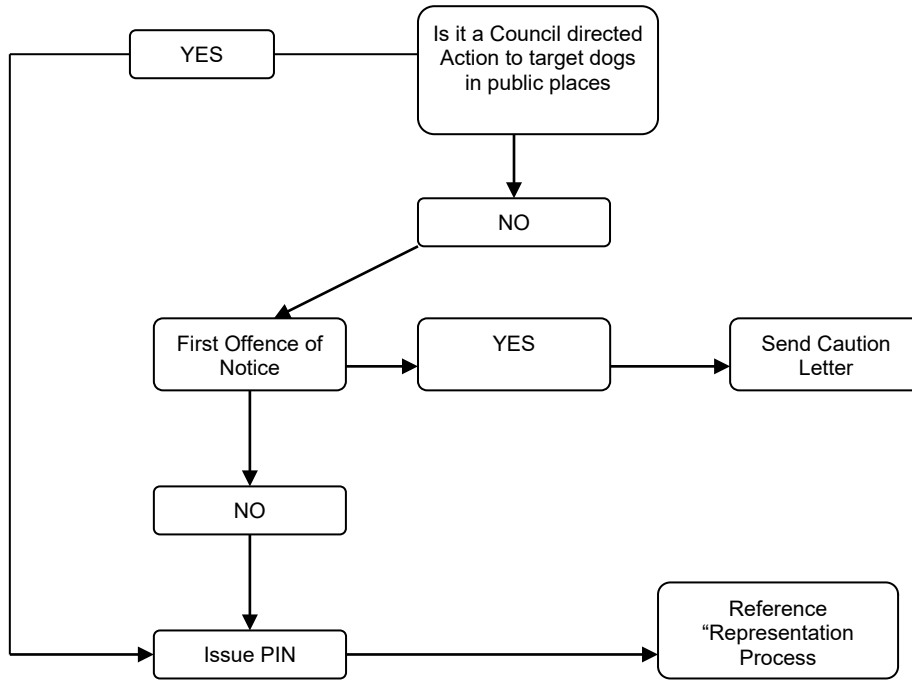 Is it a Council directed
Action to target dogs
in public places
YES
NO
First Offence of
Notice
YES
Send Caution
Letter
NO
Issue PIN
Reference
“Representation
Process